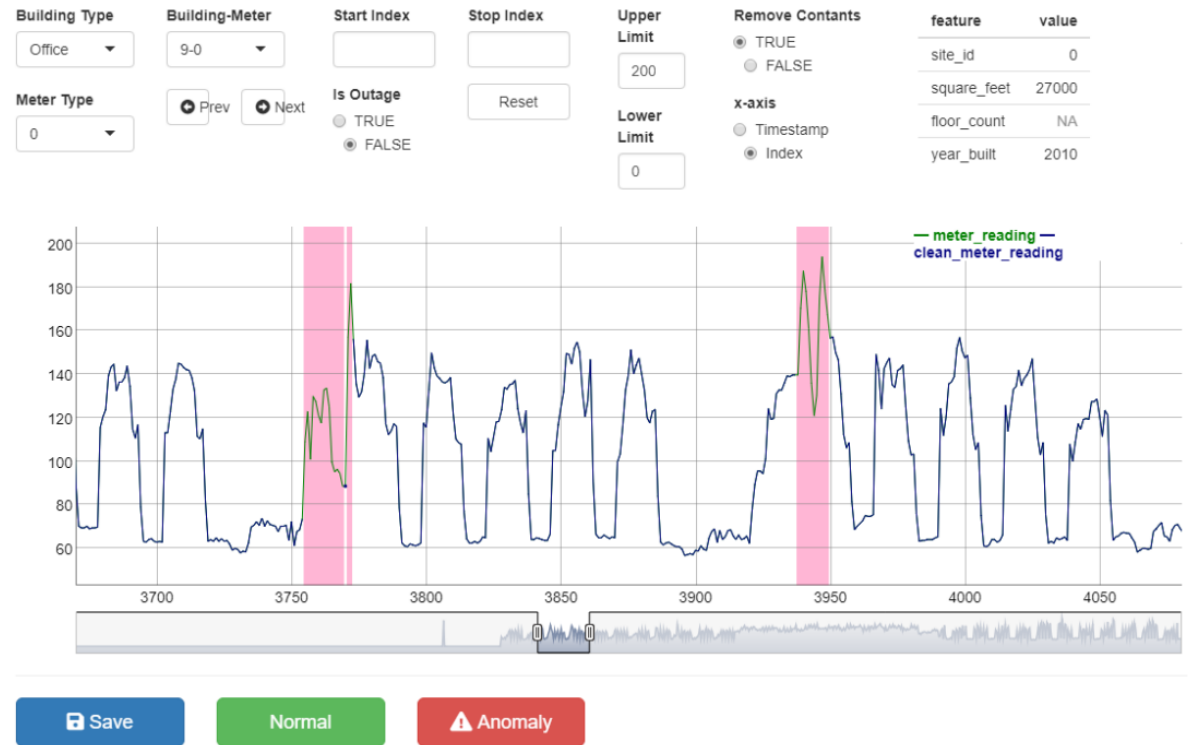 Building Type
Office
Meter Type
0
Building-Meter
9-0
Prev
Next
Start Index
Is Outage
TRUE
FALSE
Stop Index
Reset
Upper
Limit
200
Lower
Limit
0
Remove Contants
TRUE
FALSE
x-axis
Timestamp
Index
feature value
site_id 0
square_feet 27000
floor_count NA
year_built 2010
meter_reading
clean_meter_reading
200
180
160
140
120
100
80
60
3700 3750 3800 3850 3900 3950 4000 4050
Save
Normal
Anomaly